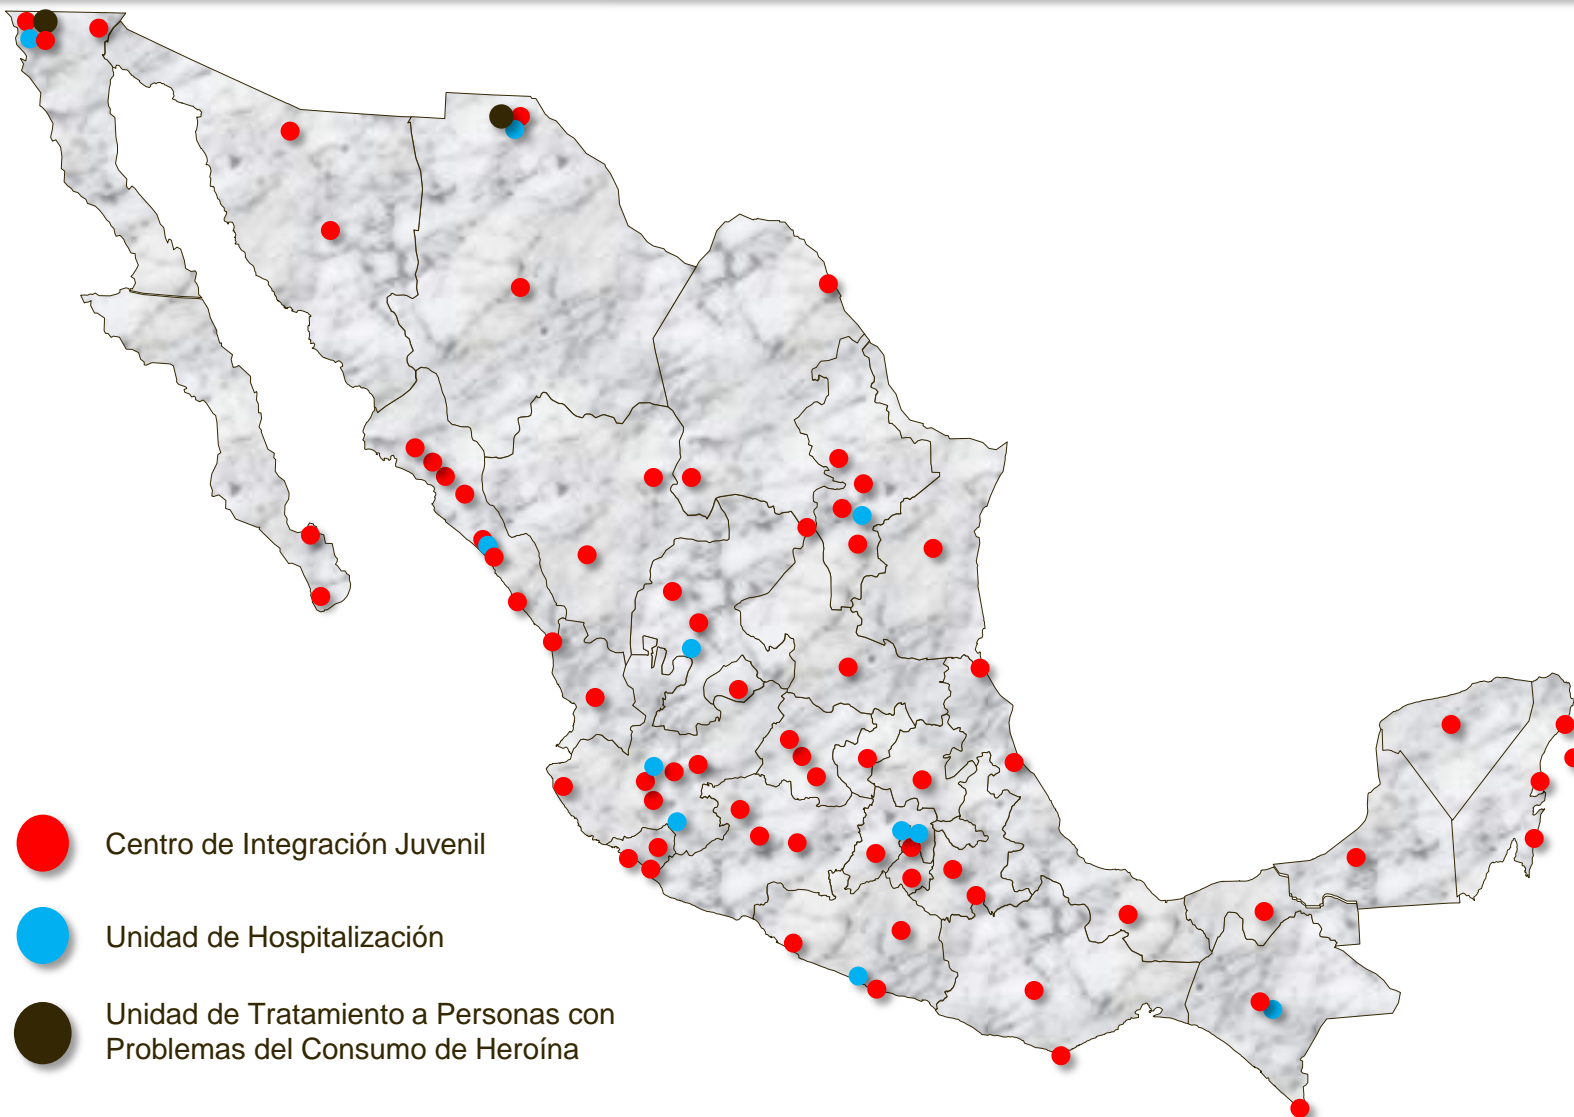 Centro de Integración Juvenil
Unidad de Hospitalización
Unidad de Tratamiento a Personas con
Problemas del Consumo de Heroína